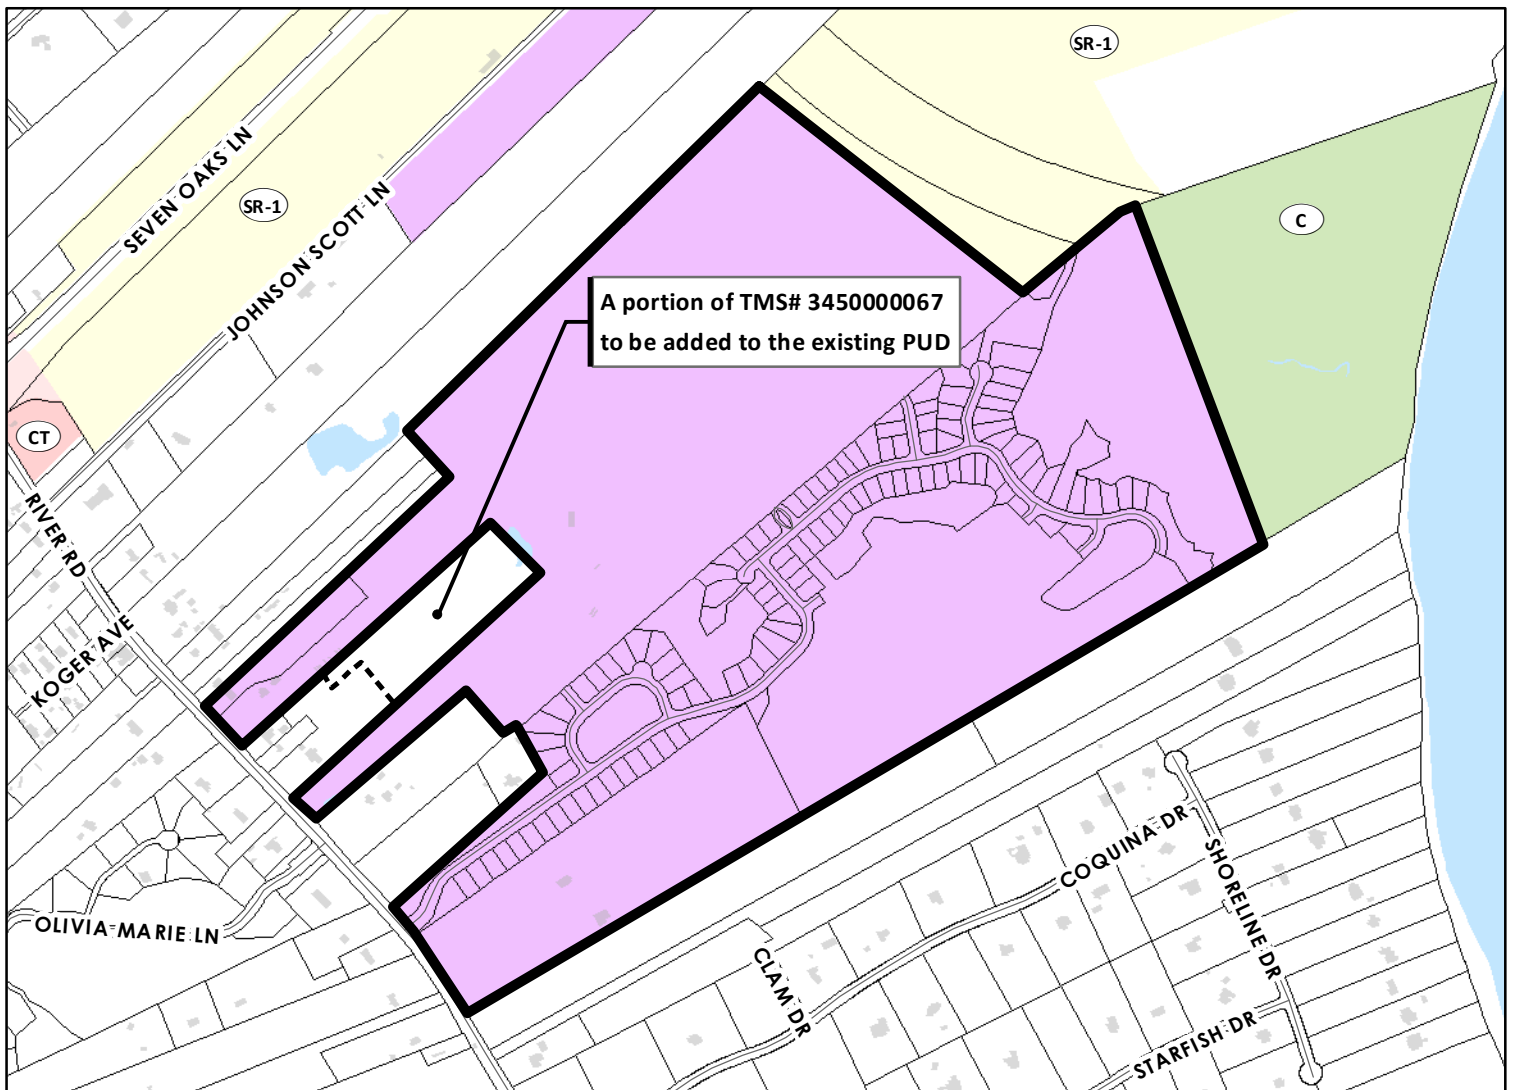 SR-1
SEVEN OAKS LN
SR-1
JOHNSON SCOTT LN
C
A portion of TMS# 3450000067
to be added to the existing PUD
CT
RIVER RD
KOGER AVE
OLIVIA MARIE LN
COQUINA DR
SHORELINE DR
CLAM DR
STARFISH DR